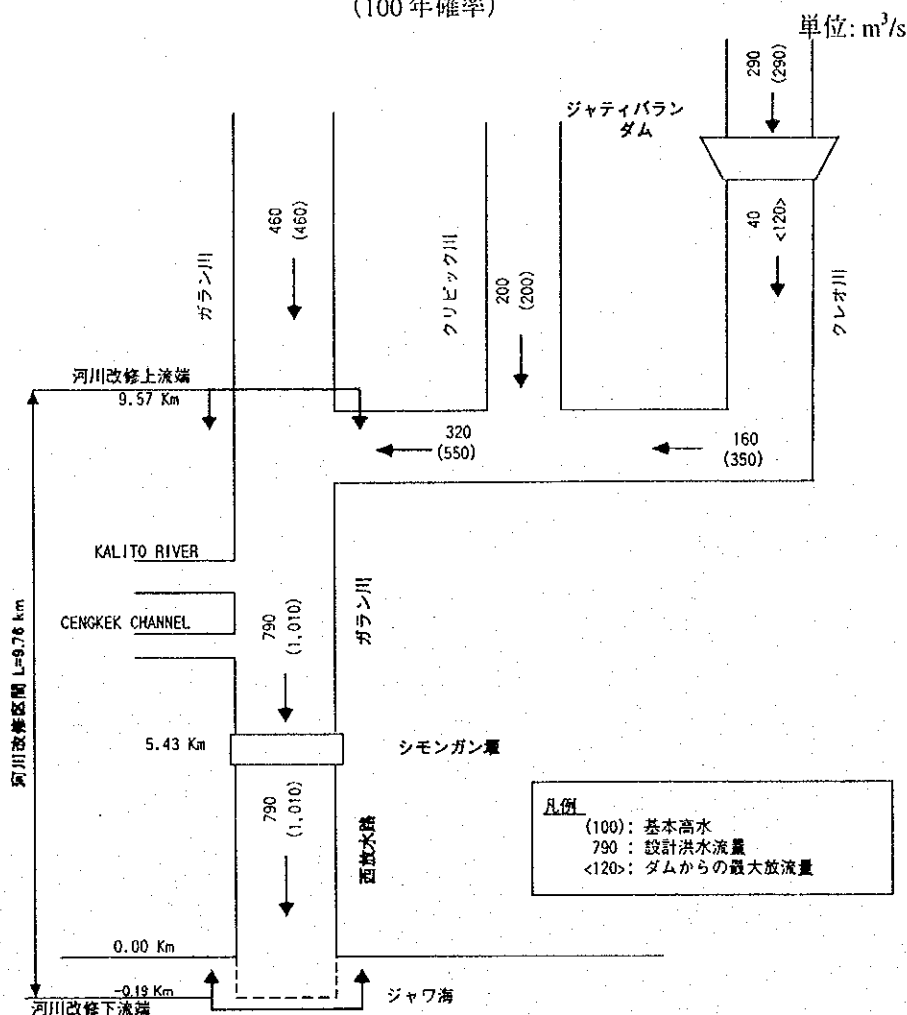 (100年確率)
単位: m³/s
290
(290)
ジャティバラン
ダム
460
(460)
ガラン川
クリピック川
200
(200)
40
<120>
クレオ川
河川改修上流端
9.57 Km
320
(550)
160
(350)
KALITO RIVER
CENGKEK CHANNEL
790
(1,010)
ガラン川
河川改修区間 L=9.76 km
5.43 Km
シモンガン堰
790
(1,010)
西放水路
凡例
(100): 基本高水
790 : 設計洪水流量
<120>: ダムからの最大放流量
0.00 Km
-0.19 Km
河川改修下流端
ジャワ海